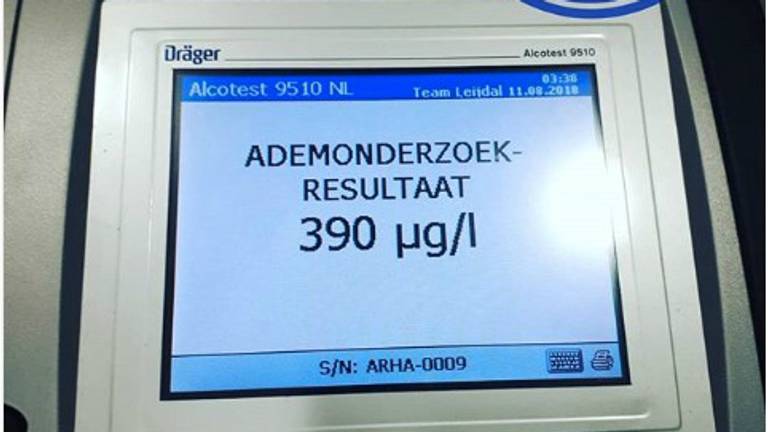 Dräger
Alcotest 9510
Alcotest 9510 NL
03:38
Team Leijdal 11.08.2018
ADEMONDERZOEK-
RESULTAAT
390 µg/l
S/N: ARHA-0009